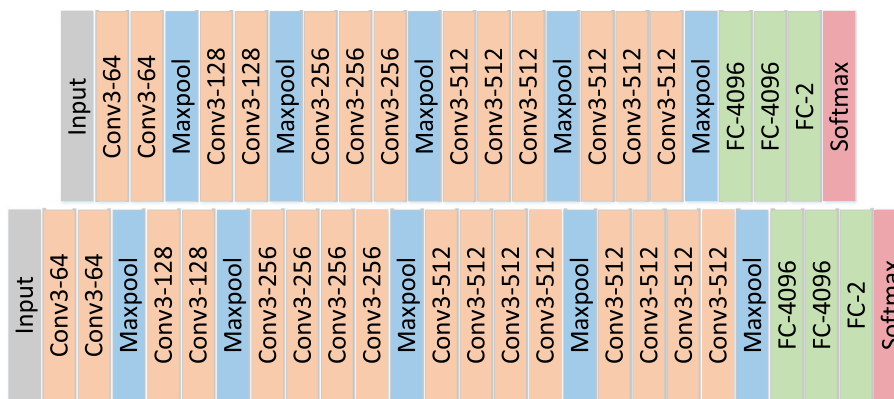 Input Conv3-64 Conv3-64 Maxpool Conv3-128 Conv3-128 Maxpool Conv3-256 Conv3-256 Conv3-256 Maxpool Conv3-512 Conv3-512 Conv3-512 Maxpool Conv3-512 Conv3-512 Conv3-512 Maxpool FC-4096 FC-4096 FC-2 Softmax
Input Conv3-64 Conv3-64 Maxpool Conv3-128 Conv3-128 Maxpool Conv3-256 Conv3-256 Conv3-256 Conv3-256 Maxpool Conv3-512 Conv3-512 Conv3-512 Conv3-512 Maxpool Conv3-512 Conv3-512 Conv3-512 Conv3-512 Maxpool FC-4096 FC-4096 FC-2 Softmax